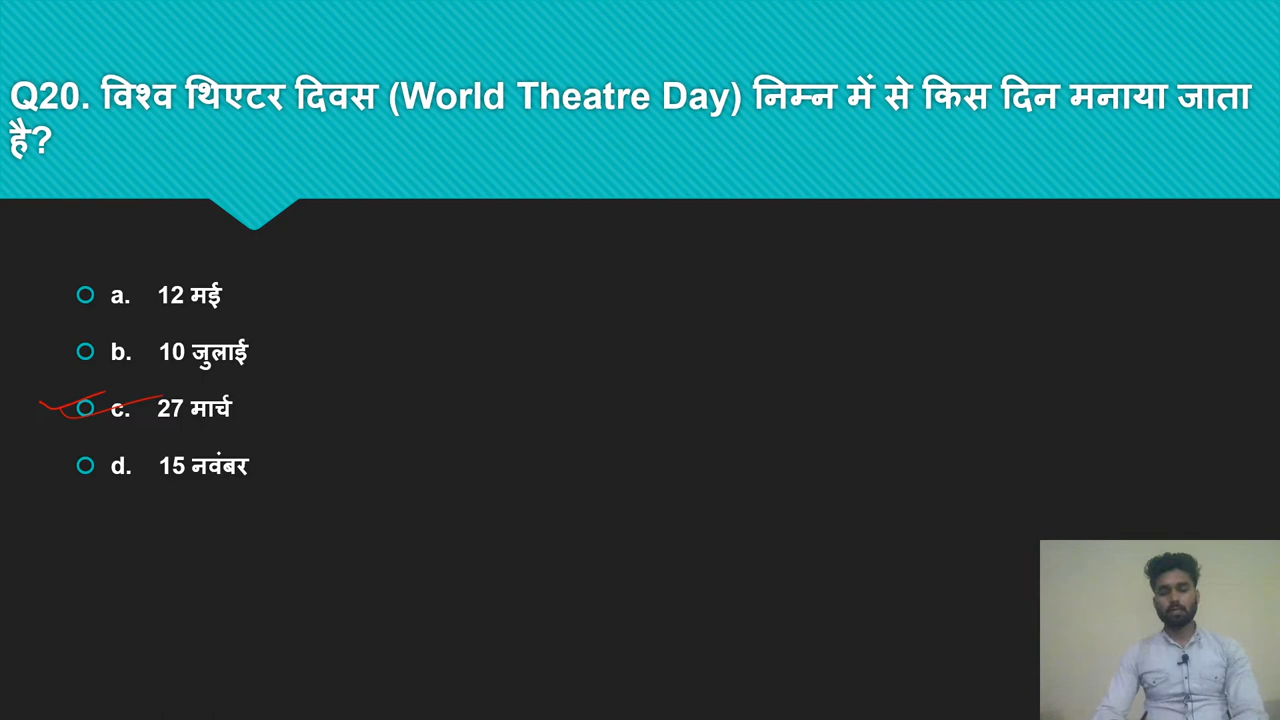 Q20. विश्व थिएटर दिवस (World Theatre Day) निम्न में से किस दिन मनाया जाता
है?
a. 12 मई
b. 10 जुलाई
c. 27 मार्च
d. 15 नवंबर